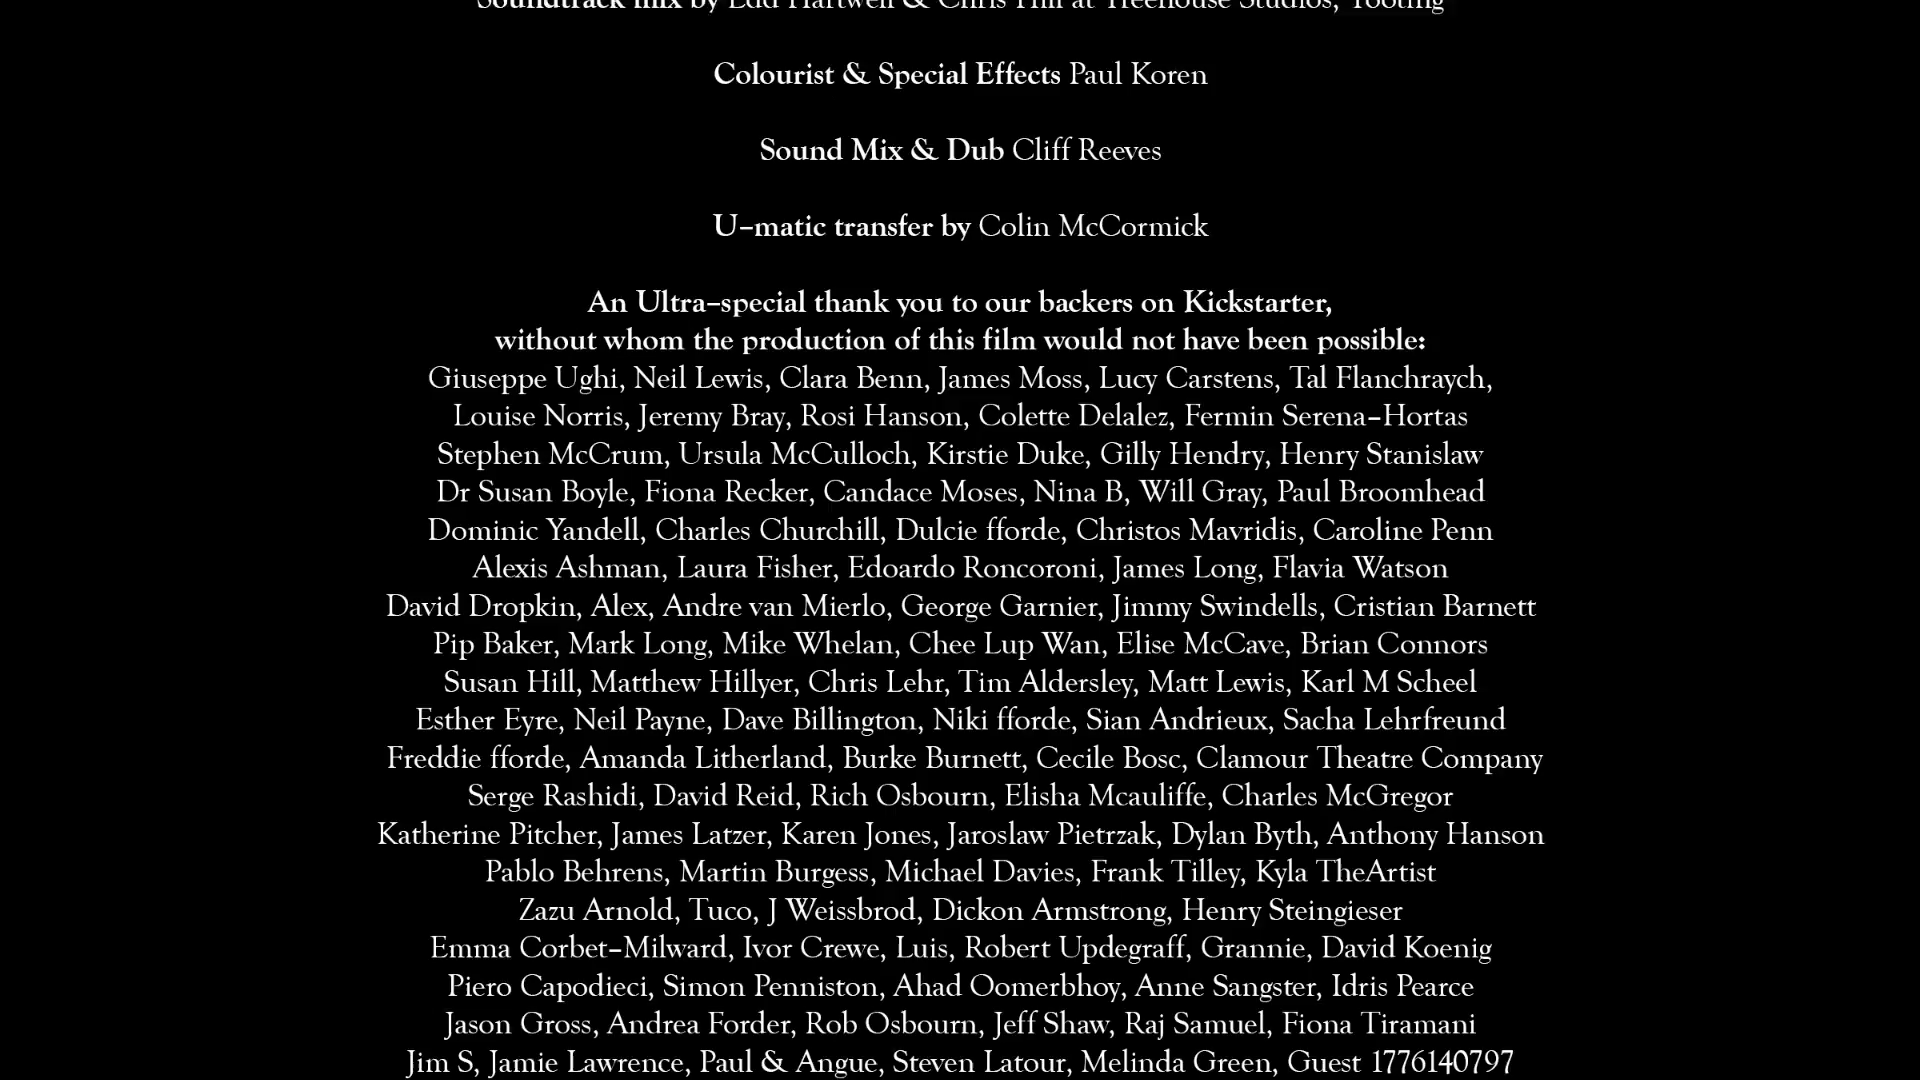 Soundtrack mix by Edd Hartwell & Chris Hill at Treehouse Studios, Tooting
Colourist & Special Effects Paul Koren
Sound Mix & Dub Cliff Reeves
U-matic transfer by Colin McCormick
An Ultra-special thank you to our backers on Kickstarter,
without whom the production of this film would not have been possible:
Giuseppe Ughi, Neil Lewis, Clara Benn, James Moss, Lucy Carstens, Tal Flanchraych,
Louise Norris, Jeremy Bray, Rosi Hanson, Colette Delalez, Fermin Serena-Hortas
Stephen McCrum, Ursula McCulloch, Kirstie Duke, Gilly Hendry, Henry Stanislaw
Dr Susan Boyle, Fiona Recker, Candace Moses, Nina B, Will Gray, Paul Broomhead
Dominic Yandell, Charles Churchill, Dulcie fforde, Christos Mavridis, Caroline Penn
Alexis Ashman, Laura Fisher, Edoardo Roncoroni, James Long, Flavia Watson
David Dropkin, Alex, Andre van Mierlo, George Garnier, Jimmy Swindells, Cristian Barnett
Pip Baker, Mark Long, Mike Whelan, Chee Lup Wan, Elise McCave, Brian Connors
Susan Hill, Matthew Hillyer, Chris Lehr, Tim Aldersley, Matt Lewis, Karl M Scheel
Esther Eyre, Neil Payne, Dave Billington, Niki fforde, Sian Andrieux, Sacha Lehrfreund
Freddie fforde, Amanda Litherland, Burke Burnett, Cecile Bosc, Clamour Theatre Company
Serge Rashidi, David Reid, Rich Osbourn, Elisha Mcauliffe, Charles McGregor
Katherine Pitcher, James Latzer, Karen Jones, Jaroslaw Pietrzak, Dylan Byth, Anthony Hanson
Pablo Behrens, Martin Burgess, Michael Davies, Frank Tilley, Kyla TheArtist
Zazu Arnold, Tuco, J Weissbrod, Dickon Armstrong, Henry Steingieser
Emma Corbet-Milward, Ivor Crewe, Luis, Robert Updegraff, Grannie, David Koenig
Piero Capodieci, Simon Penniston, Ahad Oomerbhoy, Anne Sangster, Idris Pearce
Jason Gross, Andrea Forder, Rob Osbourn, Jeff Shaw, Raj Samuel, Fiona Tiramani
Jim S, Jamie Lawrence, Paul & Angue, Steven Latour, Melinda Green, Guest 1776140797